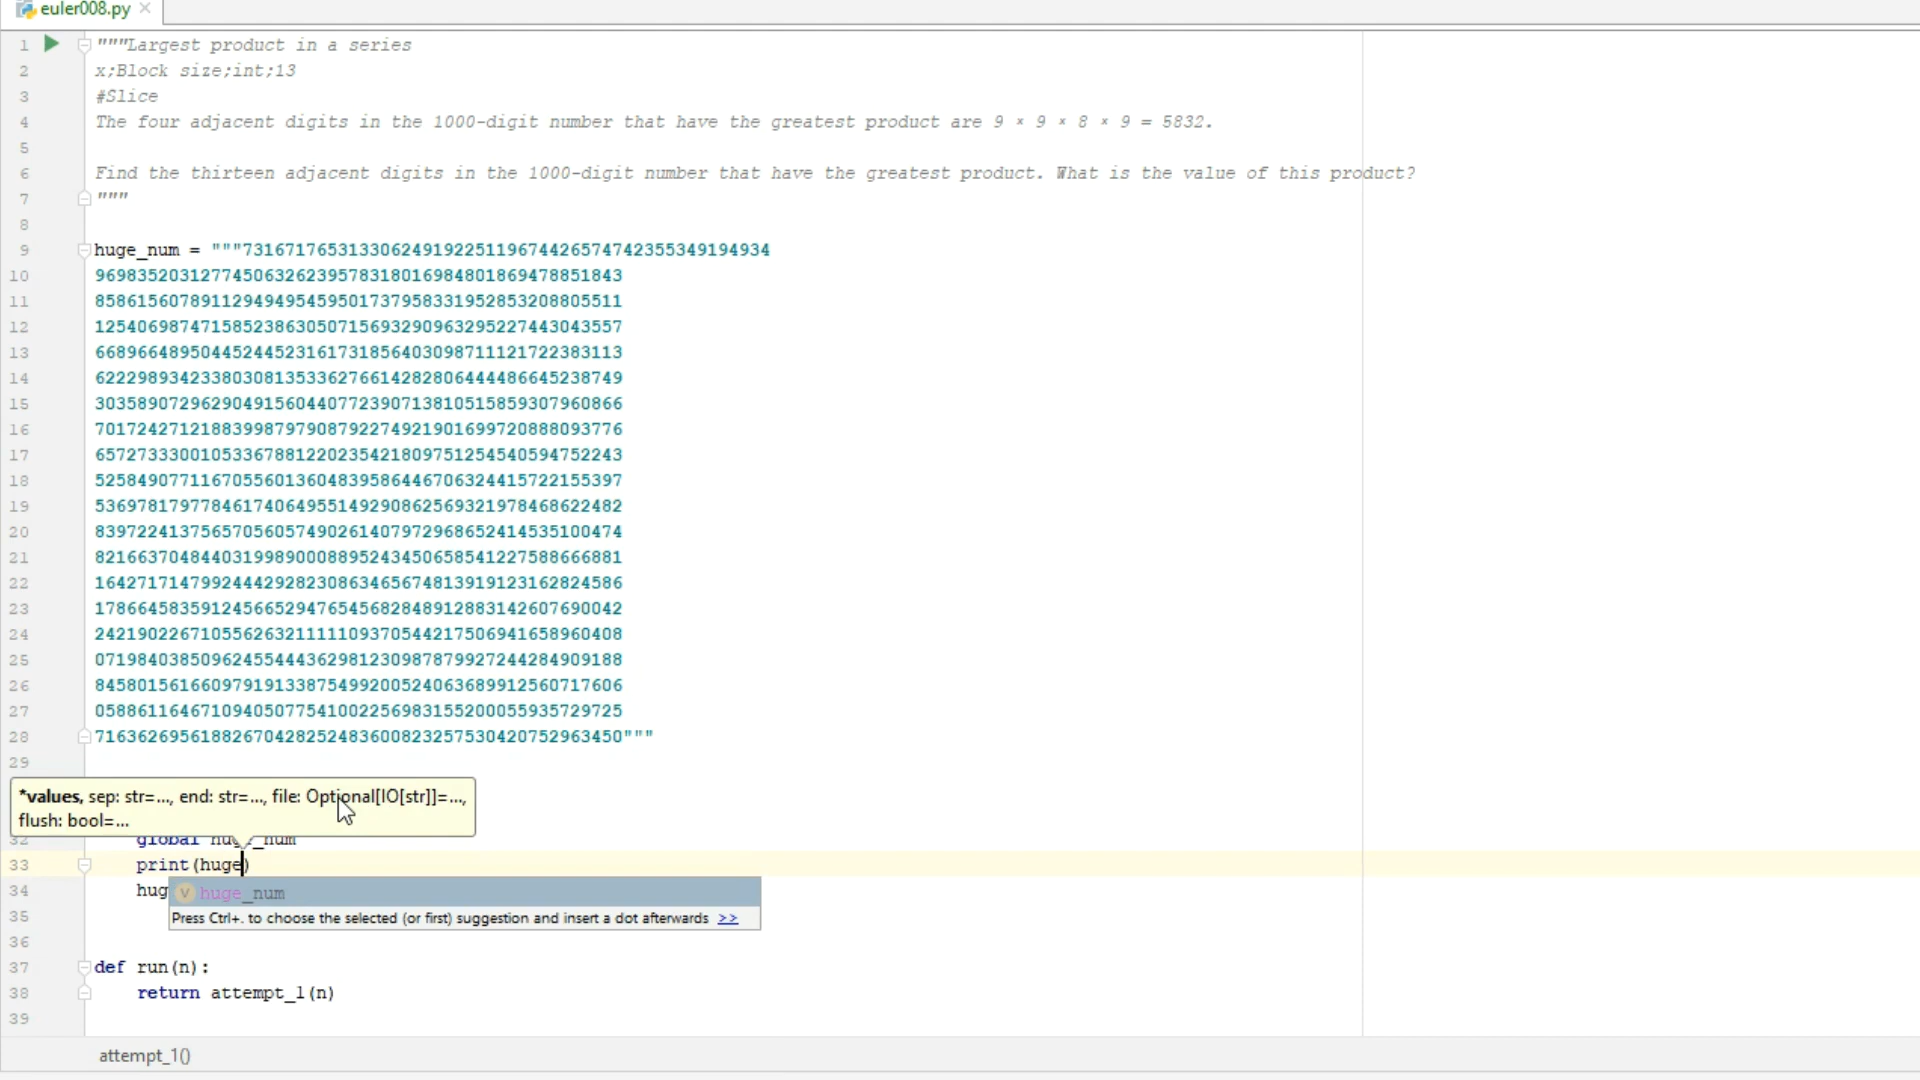 euler008.py
1 """Largest product in a series
2 x;Block size;int;13
3 #Slice
4 The four adjacent digits in the 1000-digit number that have the greatest product are 9 × 9 × 8 × 9 = 5832.
5
6 Find the thirteen adjacent digits in the 1000-digit number that have the greatest product. What is the value of this product?
7 """
8
9 huge_num = """73167176531330624919225119674426574742355349194934
10 96983520312774506326239578318016984801869478851843
11 85861560789112949495459501737958331952853208805511
12 12540698747158523863050715693290963295227443043557
13 66896648950445244523161731856403098711121722383113
14 62229893423380308135336276614282806444486645238749
15 30358907296290491560440772390713810515859307960866
16 70172427121883998797908792274921901699720888093776
17 65727333001053367881220235421809751254540594752243
18 52584907711670556013604839586446706324415722155397
19 53697817977846174064955149290862569321978468622482
20 83972241375657056057490261407972968652414535100474
21 82166370484403199890008895243450658541227588666881
22 16427171479924442928230863465674813919123162824586
23 17866458359124566529476545682848912883142607690042
24 24219022671055626321111109370544217506941658960408
25 07198403850962455444362981230987879927244284909188
26 84580156166097919133875499200524063689912560717606
27 05886116467109405077541002256983155200055935729725
28 71636269561882670428252483600823257530420752963450"""
29
*values, sep: str=..., end: str=..., file: Optional[IO[str]]=...,
flush: bool=...
32 global huge_num
33 print(huge)
34 hug
huge_num
35
Press Ctrl+. to choose the selected (or first) suggestion and insert a dot afterwards >>
36
37 def run(n):
38 return attempt_1(n)
39
attempt_1()